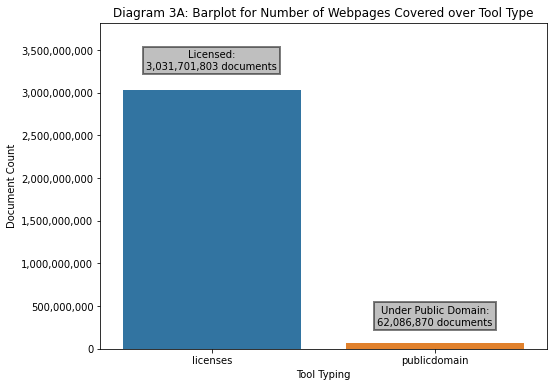 Diagram 3A: Barplot for Number of Webpages Covered over Tool Type
3,500,000,000
3,000,000,000
2,500,000,000
2,000,000,000
1,500,000,000
1,000,000,000
500,000,000
0
Document Count
Licensed:
3,031,701,803 documents
Under Public Domain:
62,086,870 documents
licenses
publicdomain
Tool Typing